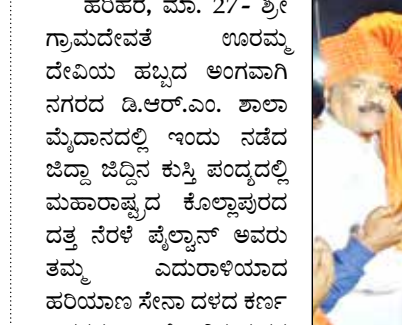 ಹರಿಹರ, ಮಾ. 27- ಶ್ರೀ
ಗ್ರಾಮದೇವತೆ ಊರಮ್ಮ
ದೇವಿಯ ಹಬ್ಬದ ಅಂಗವಾಗಿ
ನಗರದ ಡಿ.ಆರ್.ಎಂ. ಶಾಲಾ
ಮೈದಾನದಲ್ಲಿ ಇಂದು ನಡೆದ
ಜಿದ್ದಾ ಜಿದ್ದಿನ ಕುಸ್ತಿ ಪಂದ್ಯದಲ್ಲಿ
ಮಹಾರಾಷ್ಟ್ರದ ಕೊಲ್ಲಾಪುರದ
ದತ್ತ ನೆರಳೆ ಪೈಲ್ವಾನ್ ಅವರು
ತಮ್ಮ ಎದುರಾಳಿಯಾದ
ಹರಿಯಾಣ ಸೇನಾ ದಳದ ಕರ್ಣ